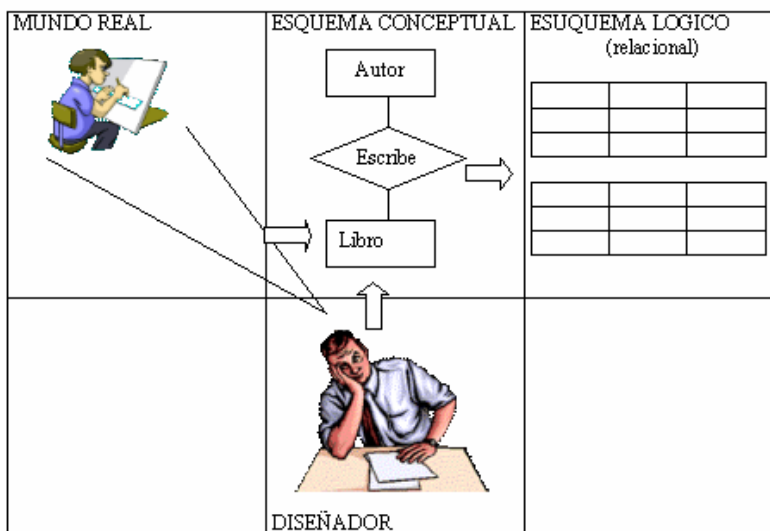 MUNDO REAL
ESQUEMA CONCEPTUAL
ESUQUEMA LOGICO
(relacional)
Autor
Escribe
Libro
DISEÑADOR